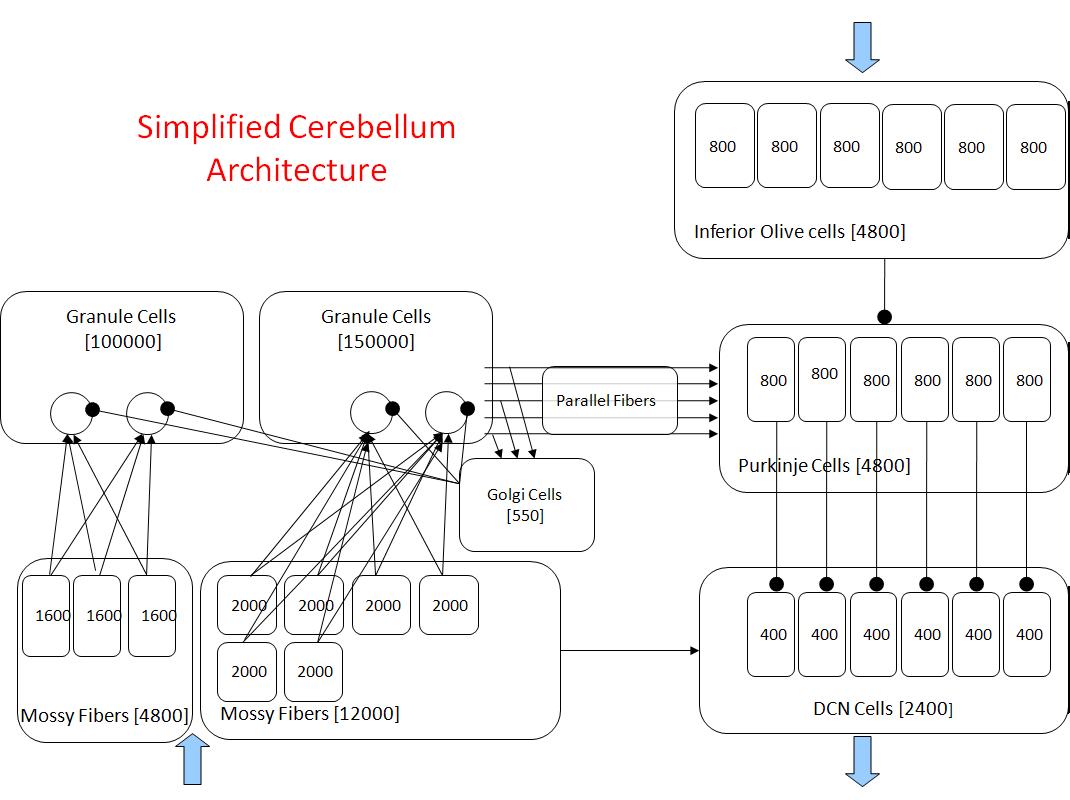 Simplified Cerebellum
Architecture
800 800 800 800 800 800
Inferior Olive cells [4800]
Granule Cells
[100000]
Granule Cells
[150000]
Parallel Fibers
800 800 800 800 800 800
Purkinje Cells [4800]
Golgi Cells
[550]
1600 1600 1600
Mossy Fibers [4800]
2000 2000 2000 2000
2000 2000
Mossy Fibers [12000]
400 400 400 400 400 400
DCN Cells [2400]